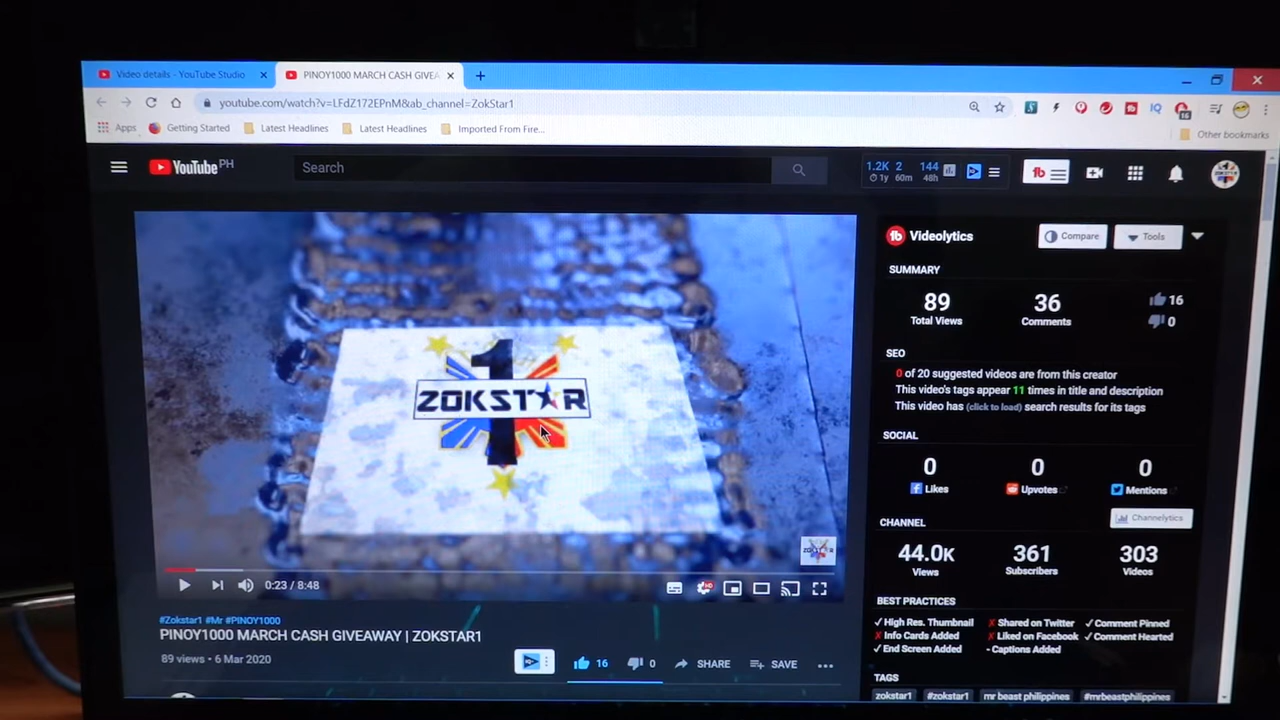 Video details - YouTube Studio
PINOY1000 MARCH CASH GIVEA
youtube.com/watch?v=LFdZ172EPnM&ab_channel=ZokStar1
Apps
Getting Started
Latest Headlines
Latest Headlines
Imported From Fire...
Other bookmarks
YouTube PH
Search
1.2K 2 144
1y 60m 48h
fb
IQ
16
Videolytics
Compare
Tools
SUMMARY
89
Total Views
36
Comments
16
0
SEO
0 of 20 suggested videos are from this creator
This video's tags appear 11 times in title and description
This video has (click to load) search results for its tags
SOCIAL
0
Likes
0
Upvotes
0
Mentions
CHANNEL
Channelytics
44.0K
Views
361
Subscribers
303
Videos
BEST PRACTICES
High Res. Thumbnail
Shared on Twitter
Comment Pinned
Info Cards Added
Liked on Facebook
Comment Hearted
End Screen Added
- Captions Added
TAGS
zokstar1
#zokstar1
mr beast philippines
#mrbeastphilippines
1
ZOKSTAR
ZOKSTAR
0:23 / 8:48
HD
#Zokstar1 #Mr #PINOY1000
PINOY1000 MARCH CASH GIVEAWAY | ZOKSTAR1
89 views • 6 Mar 2020
16
0
SHARE
SAVE